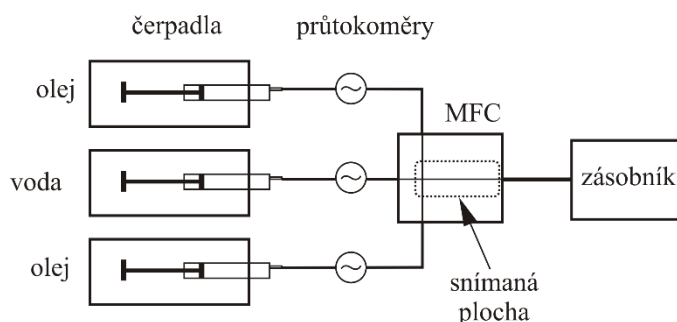 čerpadla
průtokoměry
olej
MFC
voda
zásobník
olej
snímaná
plocha